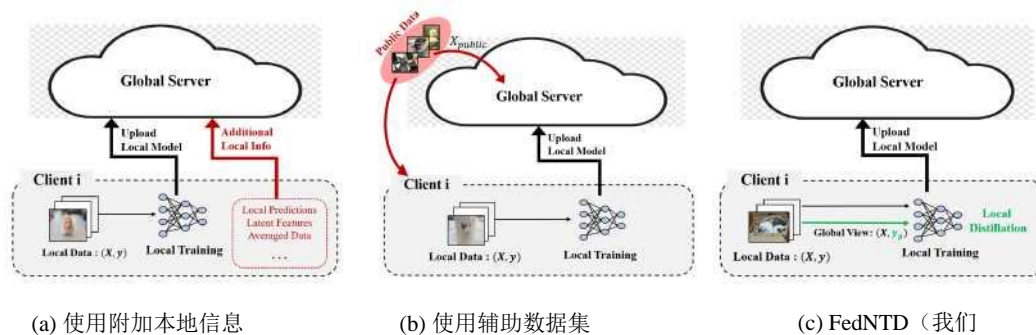 Global Server
Upload
Local Model
Additional
Local Info
Client i
Local Data : (X, y)
Local Training
Local Predictions
Latent Features
Averaged Data
...
(a) 使用附加本地信息
Public Data
X_public
Global Server
Upload
Local Model
Client i
Local Data : (X, y)
Local Training
(b) 使用辅助数据集
Global Server
Upload
Local Model
Client i
Global View: (X, y_g)
Local
Distillation
Local Data : (X, y)
Local Training
(c) FedNTD（我们